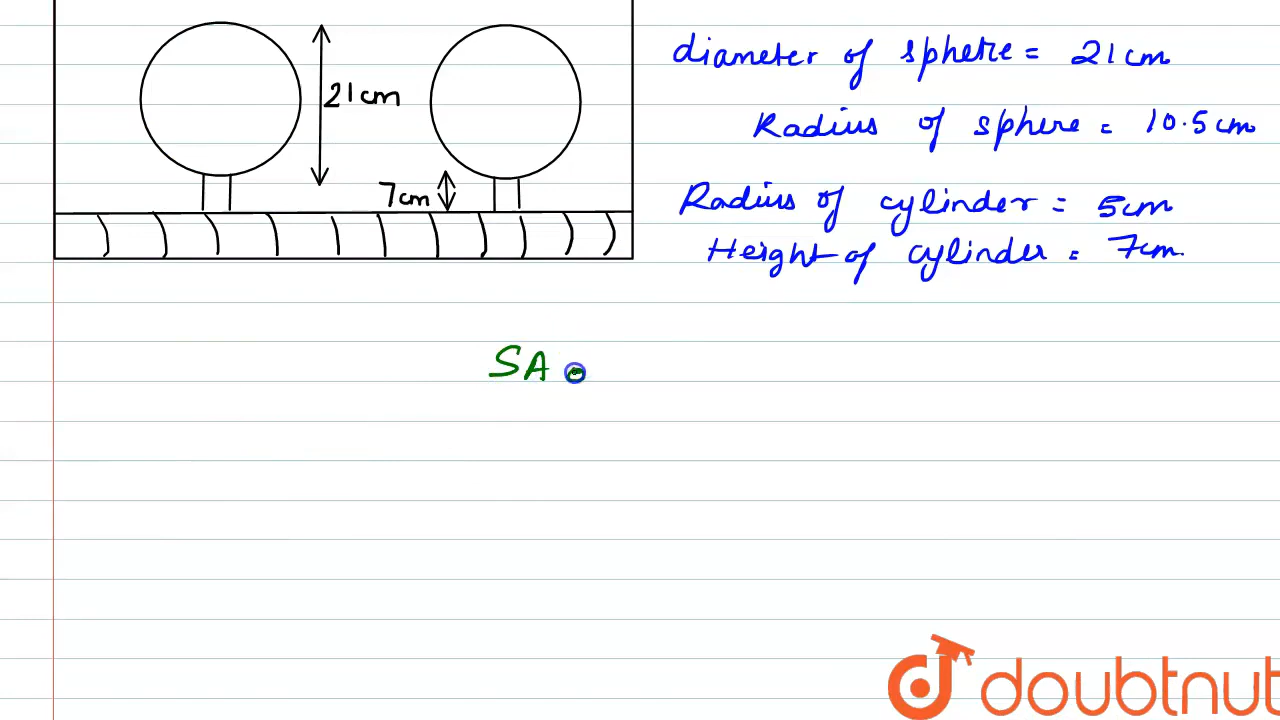 21cm
7cm
diameter of sphere = 21cm
Radius of sphere = 10.5cm
Radius of cylinder = 5cm
Height of cylinder = 7cm.
SA =
doubtnut